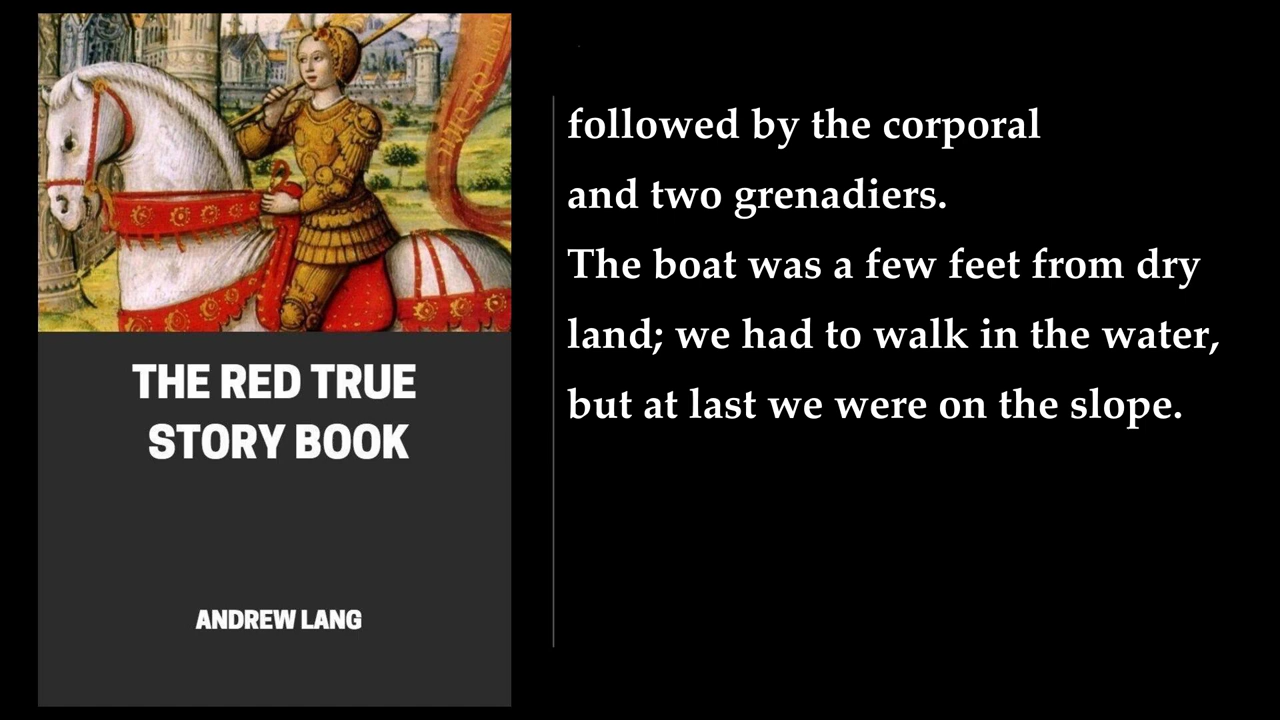 THE RED TRUE
STORY BOOK
ANDREW LANG
followed by the corporal
and two grenadiers.
The boat was a few feet from dry
land; we had to walk in the water,
but at last we were on the slope.